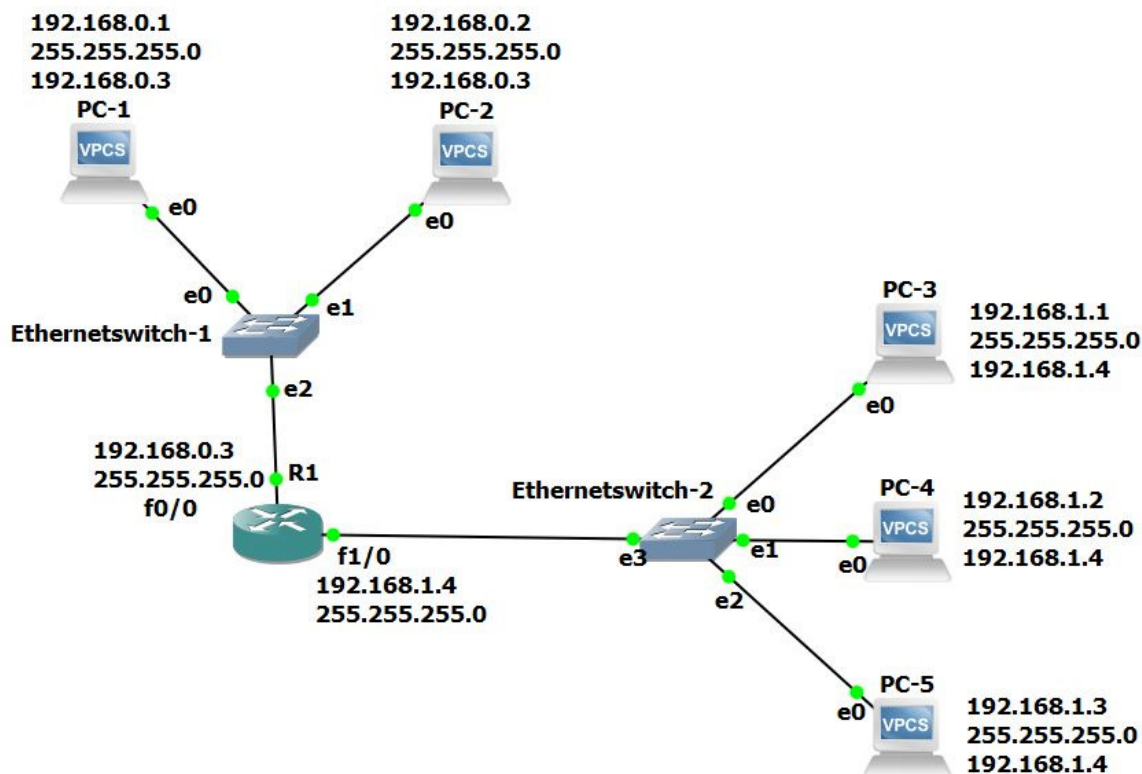 192.168.0.1
255.255.255.0
192.168.0.3
PC-1
VPCS
e0
192.168.0.2
255.255.255.0
192.168.0.3
PC-2
VPCS
e0
e0
e1
Ethernetswitch-1
e2
192.168.0.3
255.255.255.0
f0/0
R1
f1/0
192.168.1.4
255.255.255.0
Ethernetswitch-2
e3
e0
e1
e2
PC-3
VPCS
e0
192.168.1.1
255.255.255.0
192.168.1.4
PC-4
VPCS
e0
192.168.1.2
255.255.255.0
192.168.1.4
PC-5
VPCS
e0
192.168.1.3
255.255.255.0
192.168.1.4